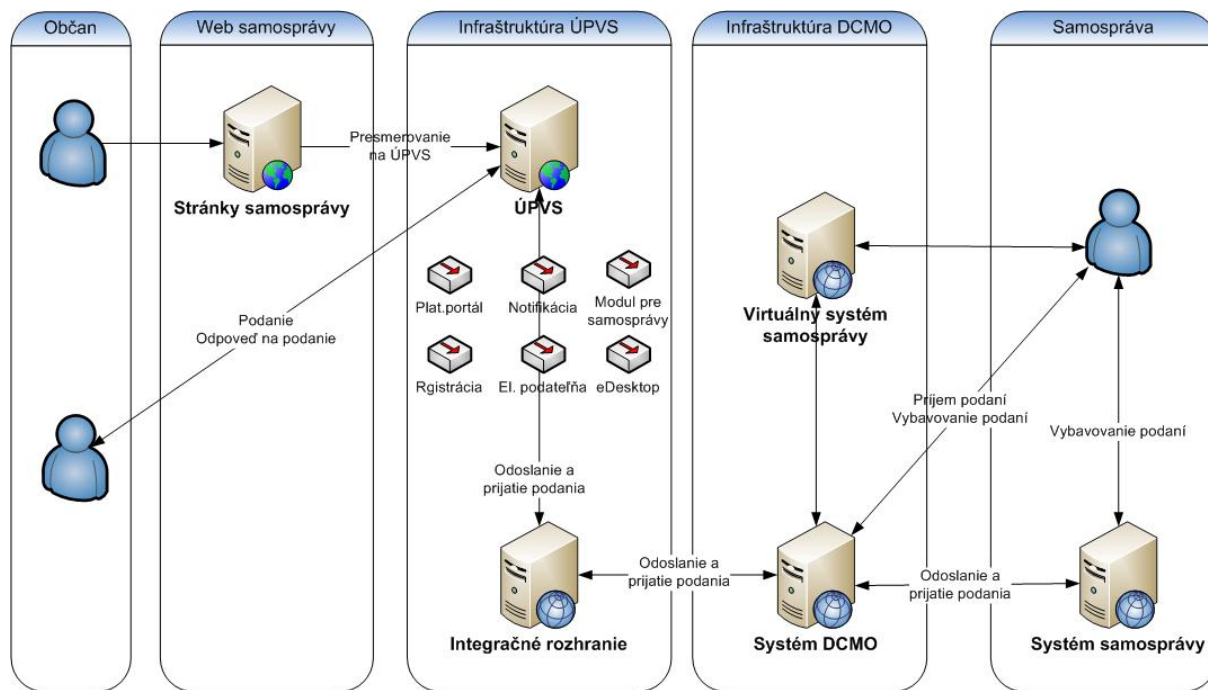 Občan
Web samosprávy
Infraštruktúra ÚPVS
Infraštruktúra DCMO
Samospráva
Presmerovanie
na ÚPVS
Stránky samosprávy
ÚPVS
Plat.portál
Notifikácia
Modul pre
samosprávy
Rgistrácia
El. podateľňa
eDesktop
Podanie
Odpoveď na podanie
Virtuálny systém
samosprávy
Príjem podaní
Vybavovanie podaní
Vybavovanie podaní
Odoslanie a
prijatie podania
Odoslanie a
prijatie podania
Odoslanie a
prijatie podania
Integračné rozhranie
Systém DCMO
Systém samosprávy